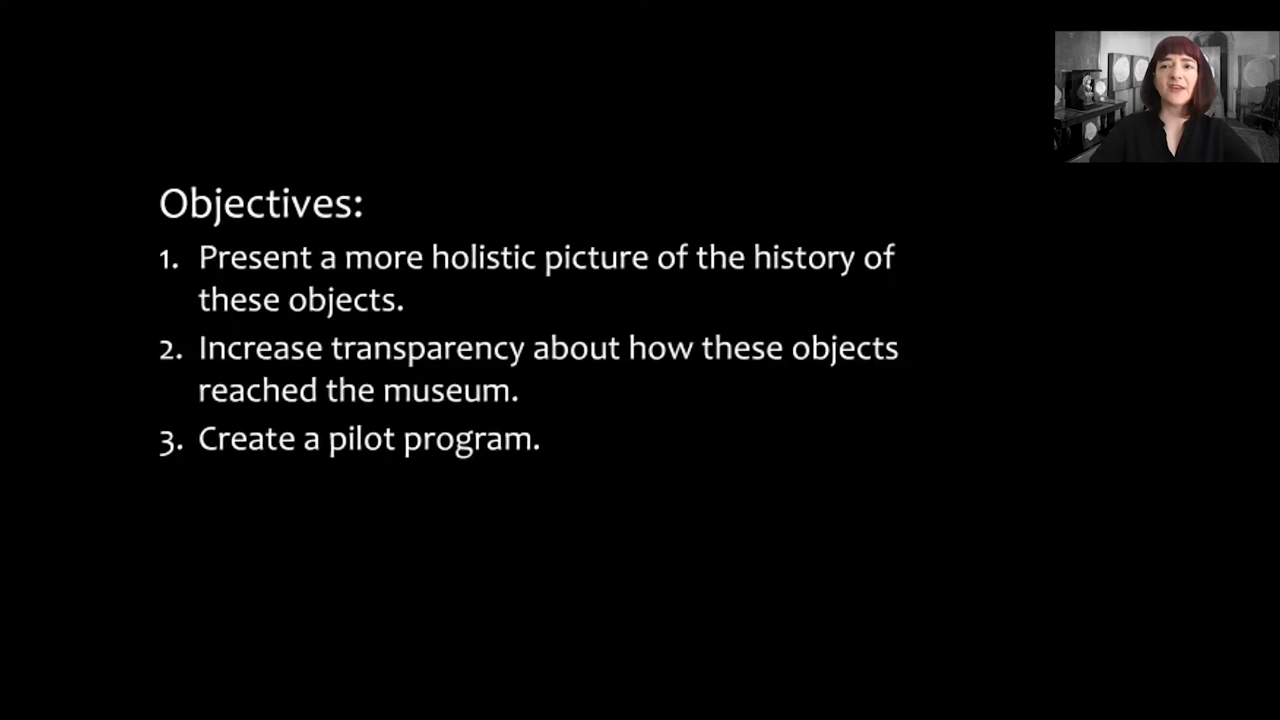 Objectives:
1. Present a more holistic picture of the history of
these objects.
2. Increase transparency about how these objects
reached the museum.
3. Create a pilot program.